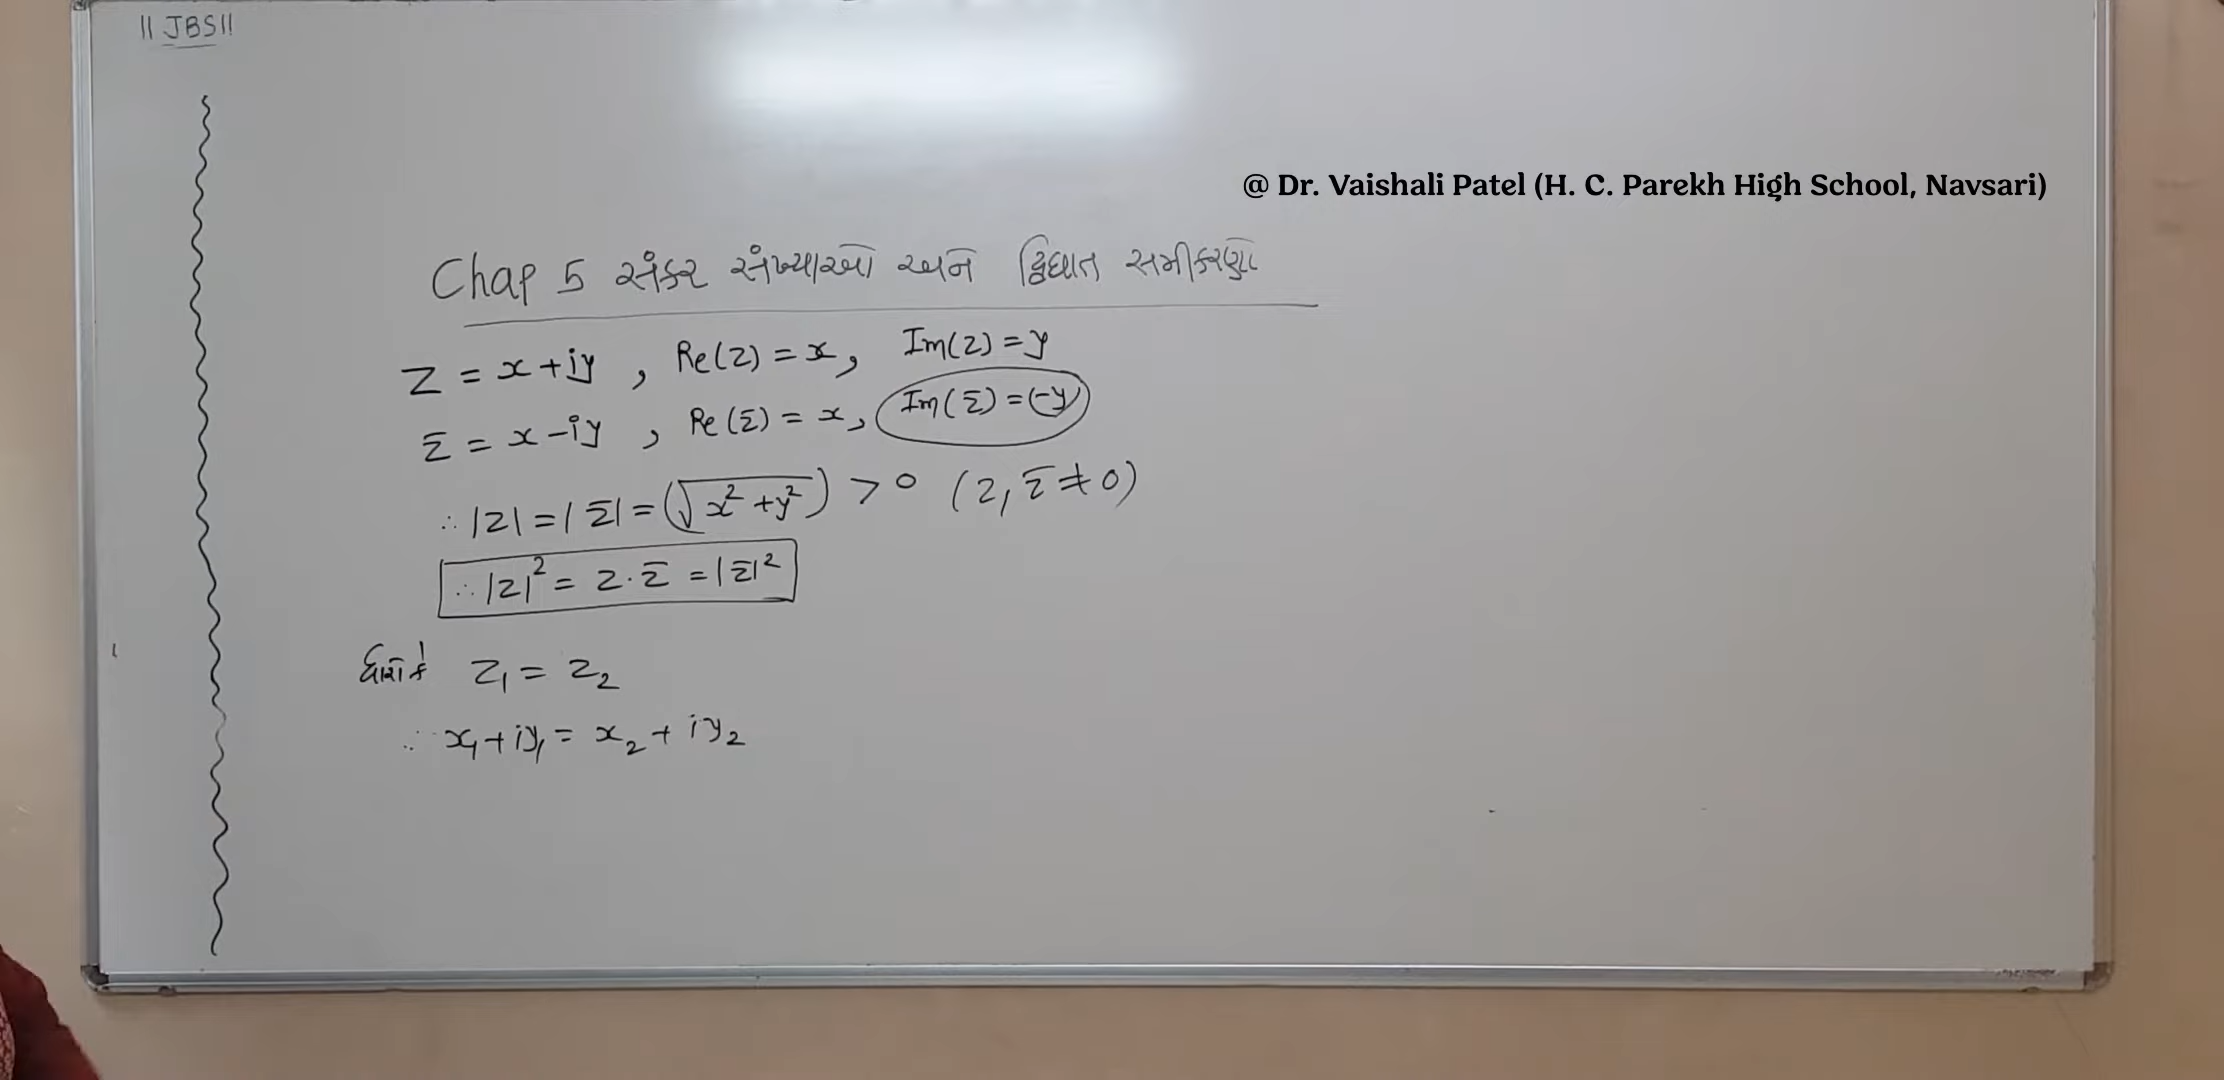 || JBS ||
@ Dr. Vaishali Patel (H. C. Parekh High School, Navsari)
Chap 5 સંકર સંખ્યાઓ અને દ્વિઘાત સમીકરણો
Z = x + iy , Re(z) = x, Im(z) = y
z̄ = x - iy , Re(z̄) = x, Im(z̄) = (-y)
∴ |z| = |z̄| = (√x² + y²) > 0 (z, z̄ ≠ 0)
∴ |z|² = z · z̄ = |z̄|²
ધારો કે z₁ = z₂
∴ x₁ + iy₁ = x₂ + iy₂